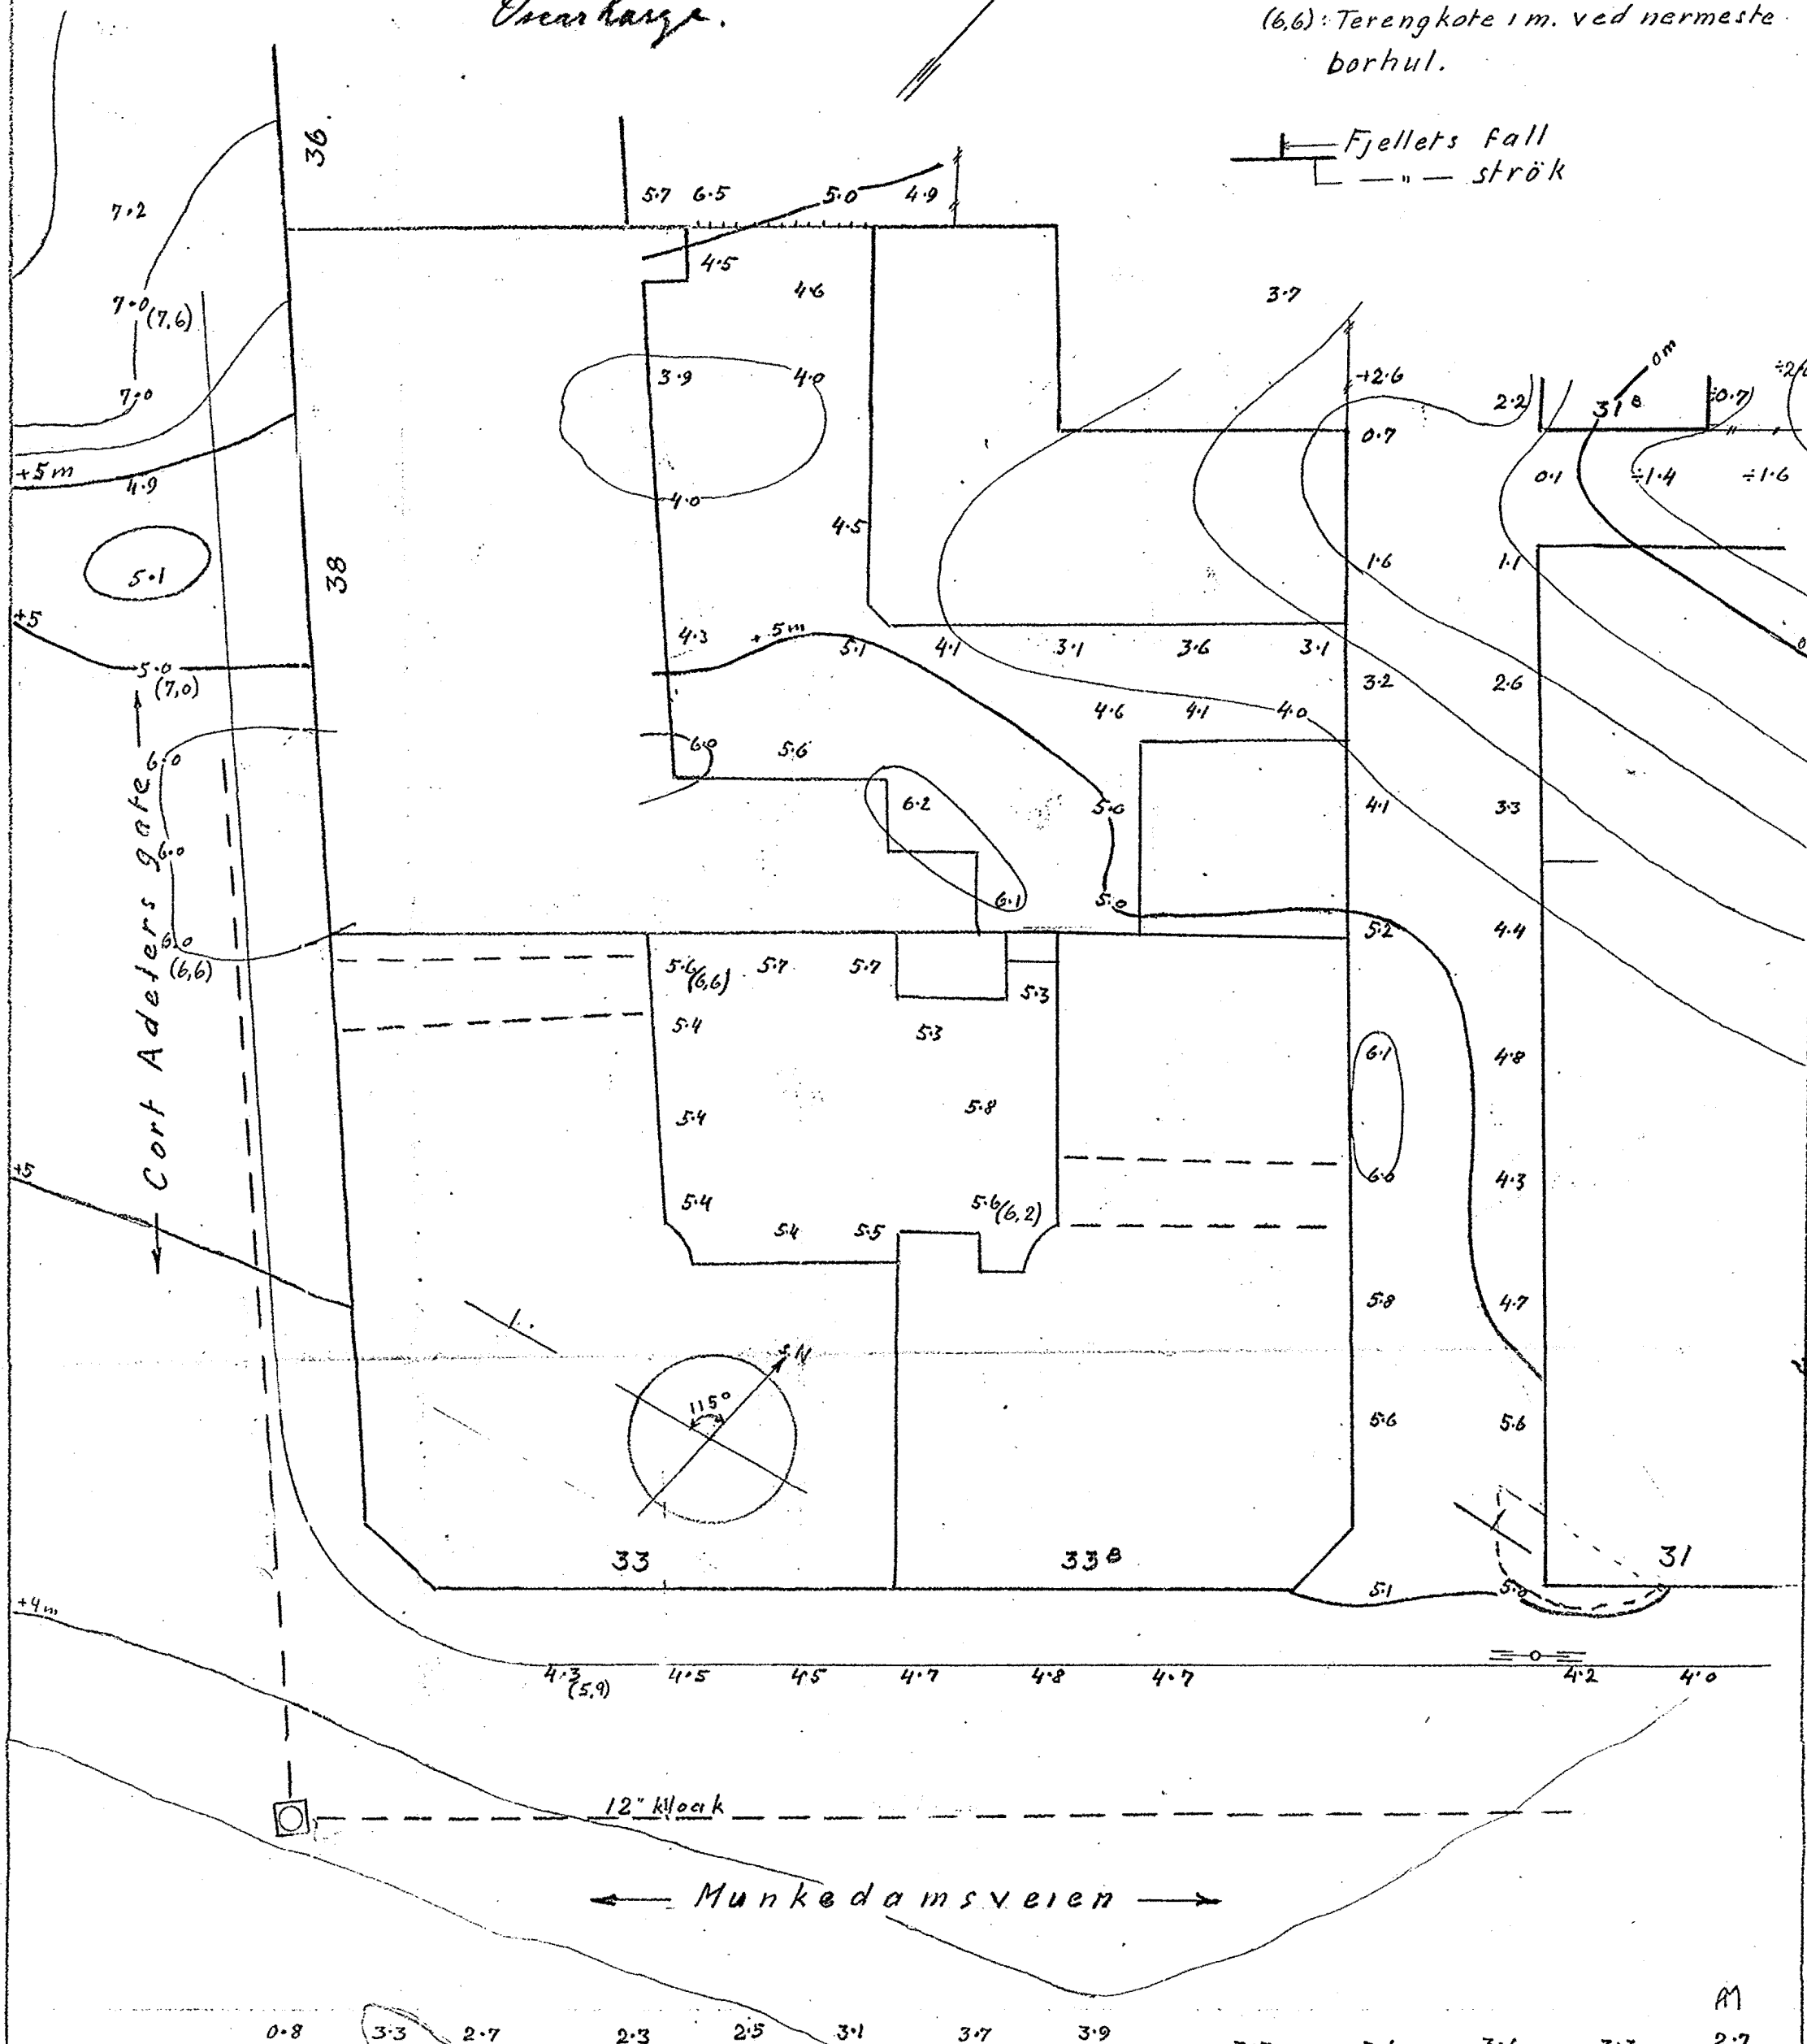 (6,6): Terengkote i m. ved nermeste
borhul.
Fjellets fall
— " — strök
36.
5.7 6.5 5.0 4.9
7.2
4.5
4.6
3.7
7.0 (7,6)
0m
3.9 4.0
+2.6
2.2
31B
÷0.7
7.0
0.7
+5m
4.9
4.0
0.1 ÷1.4 ÷1.6
4.5
5.1
38
1.6 1.1
+5
4.3 +5m 5.1 4.1 3.1 3.6 3.1
5.0
(7,0)
3.2 2.6
4.6 4.1 4.0
6.0
6.0 5.6
6.2 5.0 4.1 3.3
6.0
6.1 5.0
5.2 4.4
6.0
(6,6)
5.6 (6,6) 5.7 5.7
5.3
5.4 5.3
6.1 4.8
Cort Adelers gate
5.4 5.8
+5
6.0 4.3
5.4 5.6 (6,2)
5.4 5.5
5.8 4.7
N
115°
5.6 5.6
33 33B 31
5.1 5.0
+4m
4.3 (5,9) 4.5 4.5 4.7 4.8 4.7 4.2 4.0
12" kloak
Munkedamsveien
AM
0.8 3.3 2.7 2.3 2.5 3.1 3.7 3.9